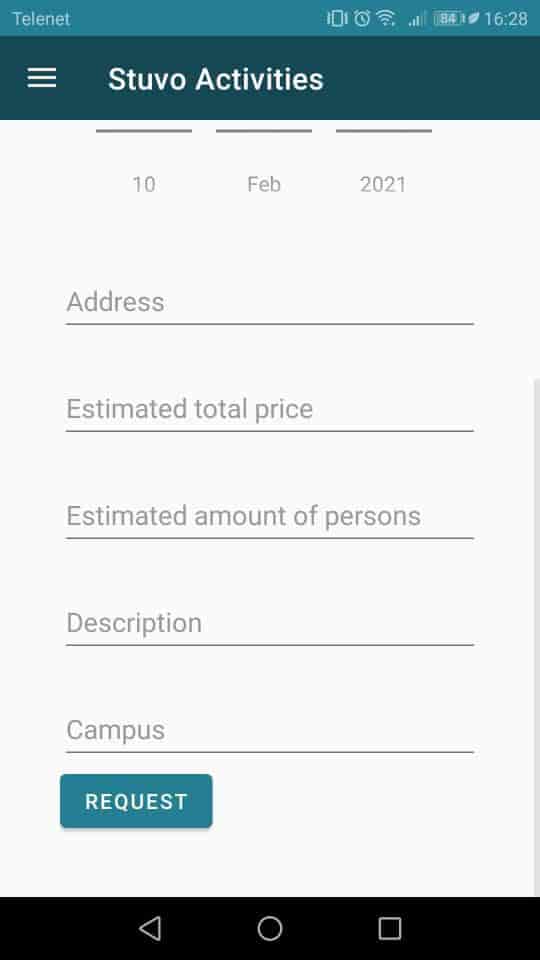 Telenet 84 16:28
Stuvo Activities
10 Feb 2021
Address
Estimated total price
Estimated amount of persons
Description
Campus
REQUEST